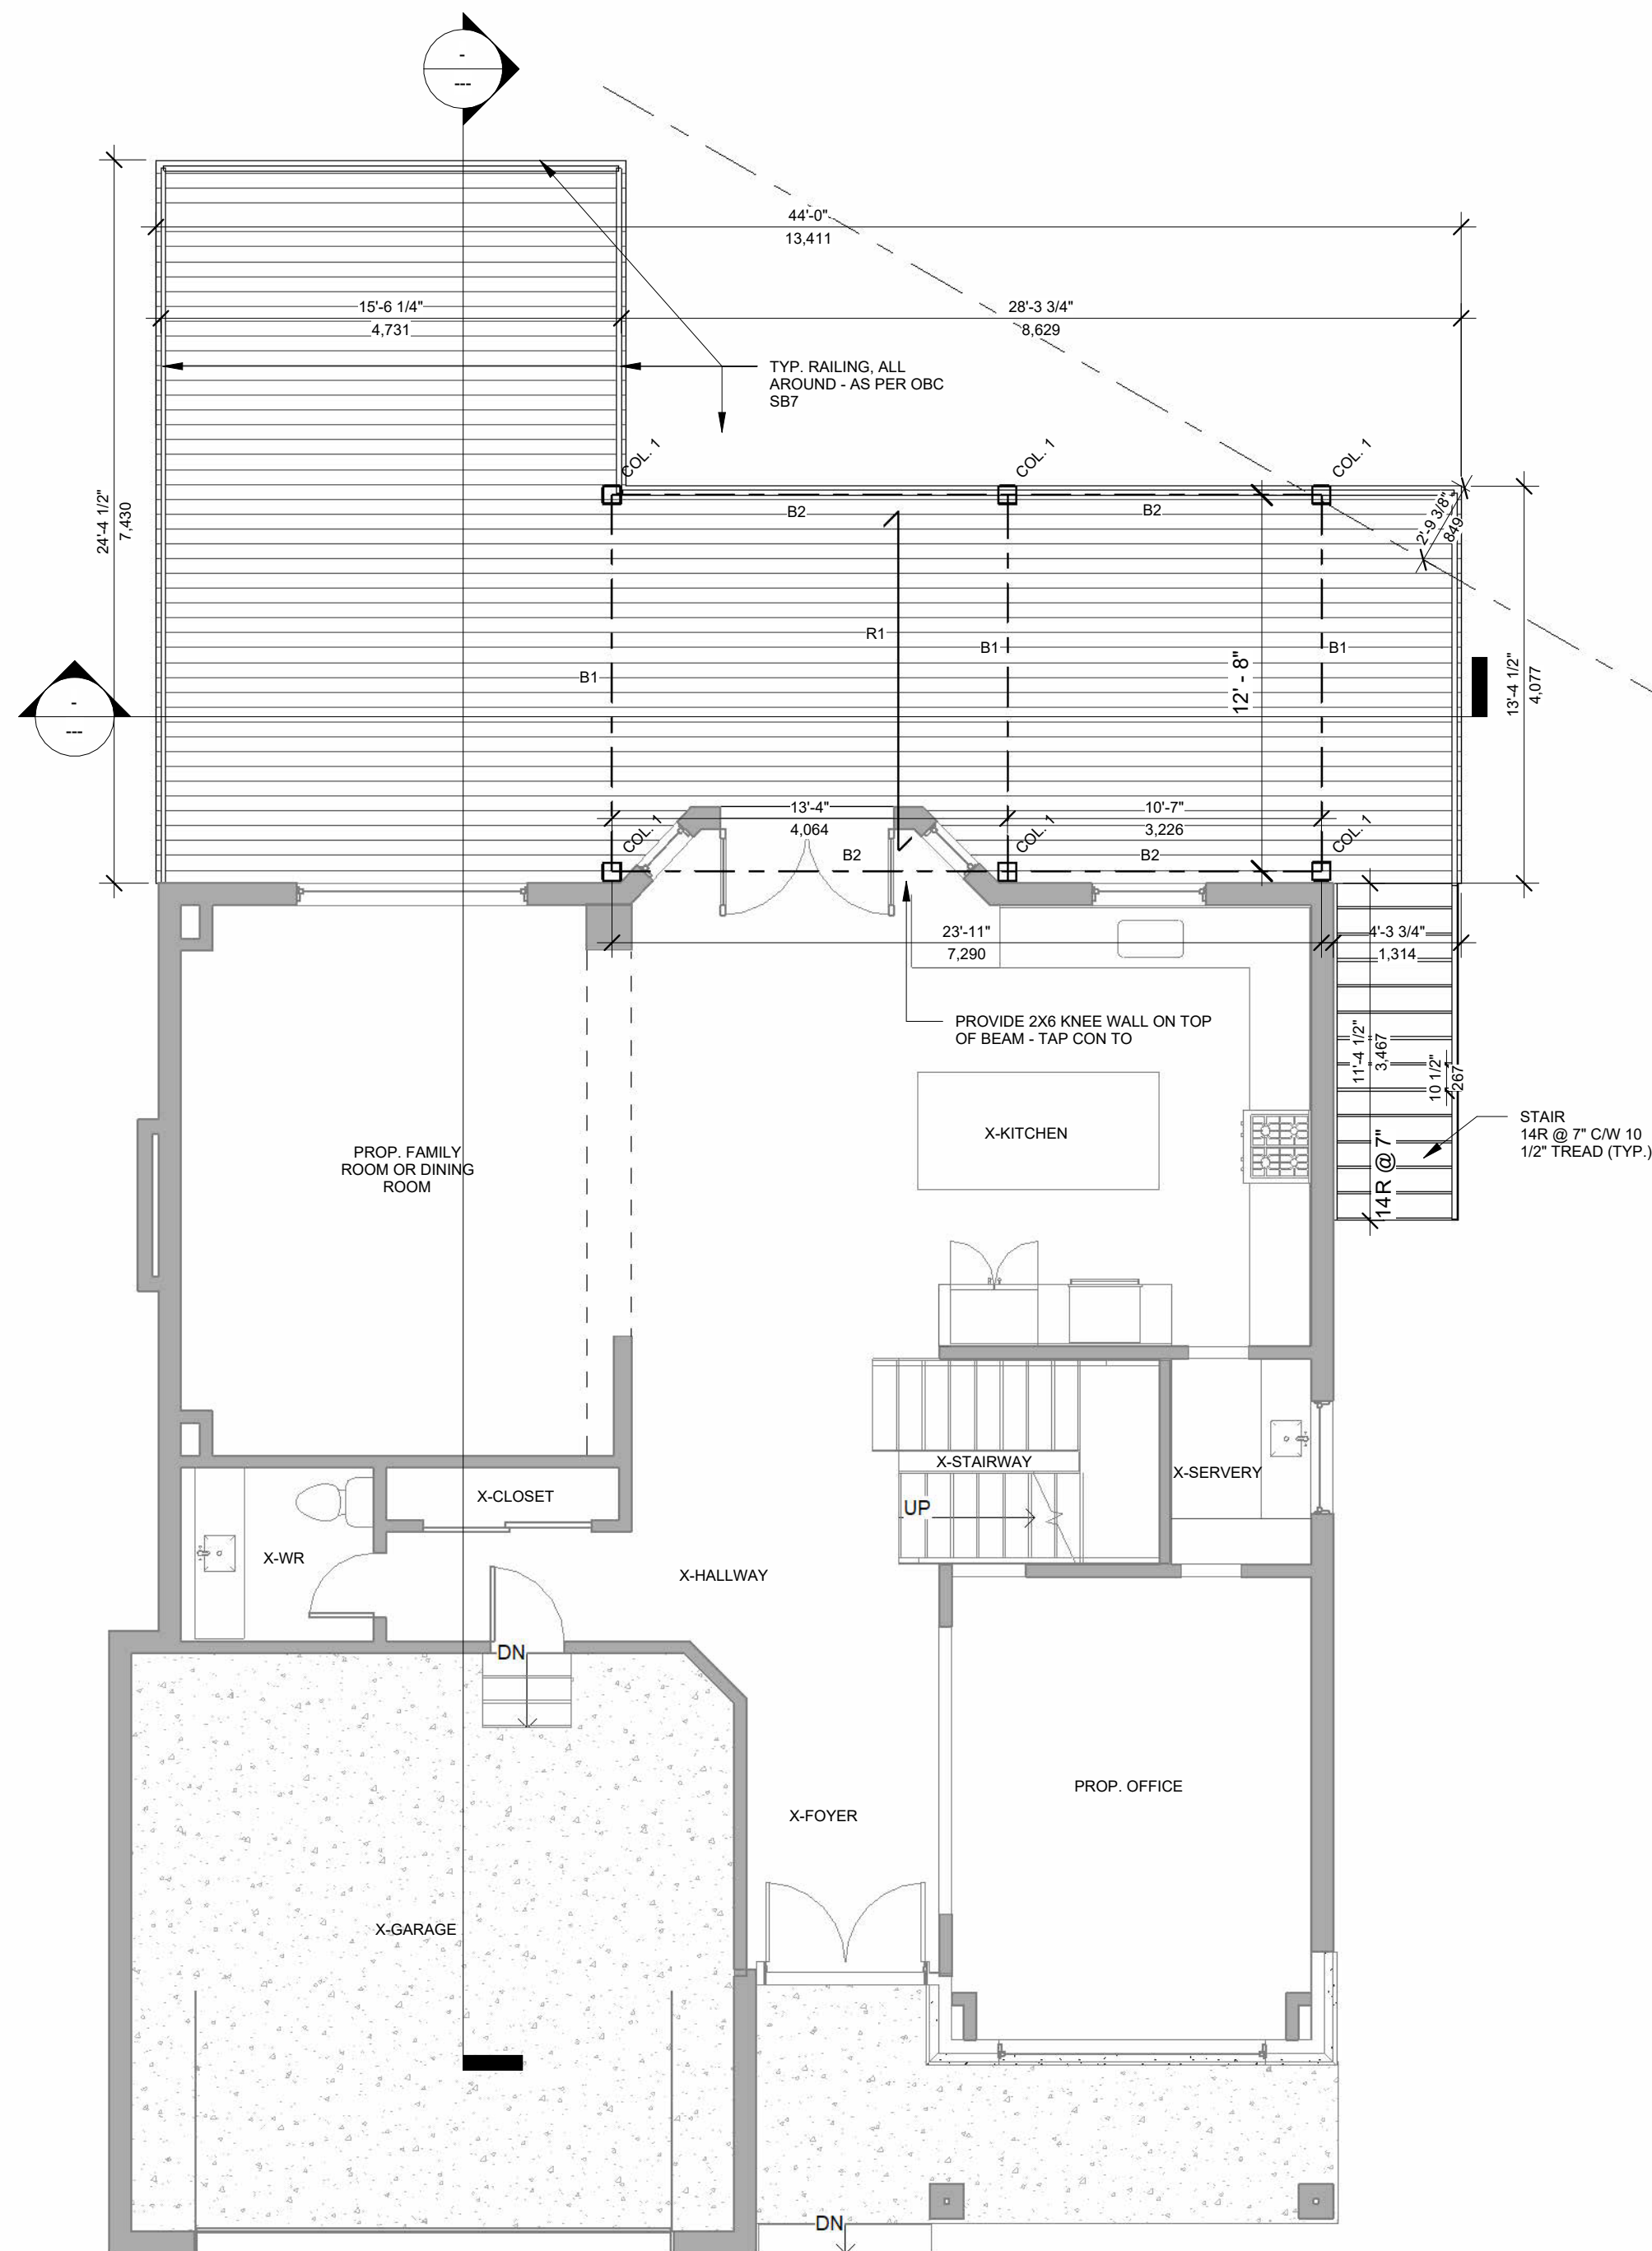 -
---
44'-0"
13,411
15'-6 1/4"
4,731
28'-3 3/4"
8,629
TYP. RAILING, ALL
AROUND - AS PER OBC
SB7
COL. 1
COL. 1
COL. 1
24'-4 1/2"
7,430
B2
B2
2'-9 3/8"
849
R1
B1
B1
B1
12' - 8"
13'-4 1/2"
4,077
-
---
13'-4"
4,064
10'-7"
3,226
COL. 1
COL. 1
COL. 1
B2
B2
23'-11"
7,290
4'-3 3/4"
1,314
PROVIDE 2X6 KNEE WALL ON TOP
OF BEAM - TAP CON TO
11'-4 1/2"
3,467
10 1/2"
267
14R @ 7"
STAIR
14R @ 7" C/W 10
1/2" TREAD (TYP.)
X-KITCHEN
PROP. FAMILY
ROOM OR DINING
ROOM
X-STAIRWAY
X-SERVERY
X-CLOSET
UP
X-WR
X-HALLWAY
DN
PROP. OFFICE
X-FOYER
X-GARAGE
DN